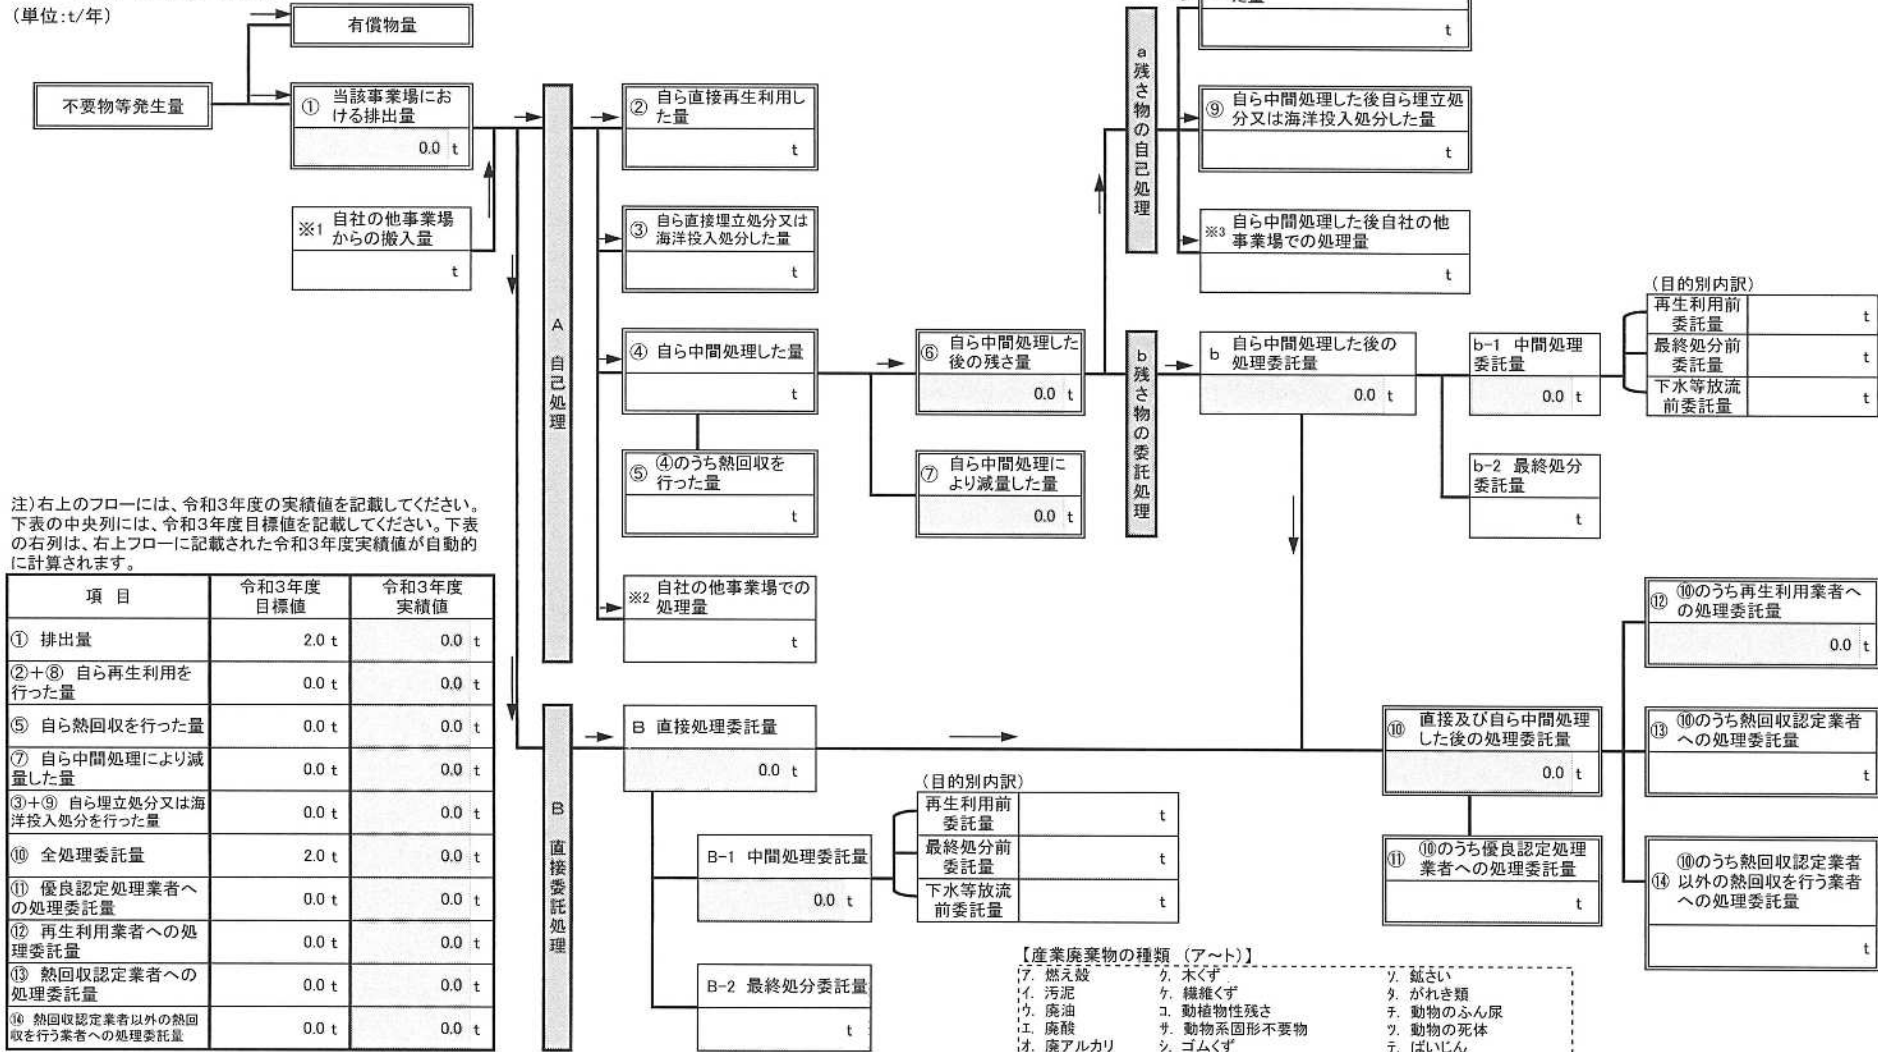 (単位:t/年)
有償物量
不要物等発生量
① 当該事業場にお
ける排出量
0.0 t
※1 自社の他事業場
からの搬入量
t
A 自己処理
② 自ら直接再生利用し
た量
t
③ 自ら直接埋立処分又は
海洋投入処分した量
t
④ 自ら中間処理した量
t
⑤ ④のうち熱回収を
行った量
t
※2 自社の他事業場での
処理量
t
⑥ 自ら中間処理した
後の残さ量
0.0 t
⑦ 自ら中間処理に
より減量した量
0.0 t
a 残さ物の自己処理
t
⑨ 自ら中間処理した後自ら埋立処
分又は海洋投入処分した量
t
※3 自ら中間処理した後自社の他
事業場での処理量
t
b 残さ物の委託処理
b 自ら中間処理した後の
処理委託量
0.0 t
b-1 中間処理
委託量
0.0 t
(目的別内訳)
再生利用前
委託量 t
最終処分前
委託量 t
下水等放流
前委託量 t
b-2 最終処分
委託量
t
注)右上のフローには、令和3年度の実績値を記載してください。
下表の中央列には、令和3年度目標値を記載してください。下表
の右列は、右上フローに記載された令和3年度実績値が自動的
に計算されます。
項 目 令和3年度
目標値 令和3年度
実績値
① 排出量 2.0 t 0.0 t
②+⑧ 自ら再生利用を
行った量 0.0 t 0.0 t
⑤ 自ら熱回収を行った量 0.0 t 0.0 t
⑦ 自ら中間処理により減
量した量 0.0 t 0.0 t
③+⑨ 自ら埋立処分又は海
洋投入処分を行った量 0.0 t 0.0 t
⑩ 全処理委託量 2.0 t 0.0 t
⑪ 優良認定処理業者へ
の処理委託量 0.0 t 0.0 t
⑫ 再生利用業者への処
理委託量 0.0 t 0.0 t
⑬ 熱回収認定業者への
処理委託量 0.0 t 0.0 t
⑭ 熱回収認定業者以外の熱回
収を行う業者への処理委託量 0.0 t 0.0 t
B 直接委託処理
B 直接処理委託量
0.0 t
B-1 中間処理委託量
0.0 t
(目的別内訳)
再生利用前
委託量 t
最終処分前
委託量 t
下水等放流
前委託量 t
B-2 最終処分委託量
t
⑩ 直接及び自ら中間処理
した後の処理委託量
0.0 t
⑪ ⑩のうち優良認定処理
業者への処理委託量
t
⑫ ⑩のうち再生利用業者へ
の処理委託量
0.0 t
⑬ ⑩のうち熱回収認定業者
への処理委託量
t
⑭ ⑩のうち熱回収認定業者
以外の熱回収を行う業者
への処理委託量
t
【産業廃棄物の種類 (ア~ト)】
ア. 燃え殻 ク. 木くず ソ. 鉱さい
イ. 汚泥 ケ. 繊維くず タ. がれき類
ウ. 廃油 コ. 動植物性残さ チ. 動物のふん尿
エ. 廃酸 サ. 動物系固形不要物 ツ. 動物の死体
オ. 廃アルカリ シ. ゴムくず テ. ばいじん